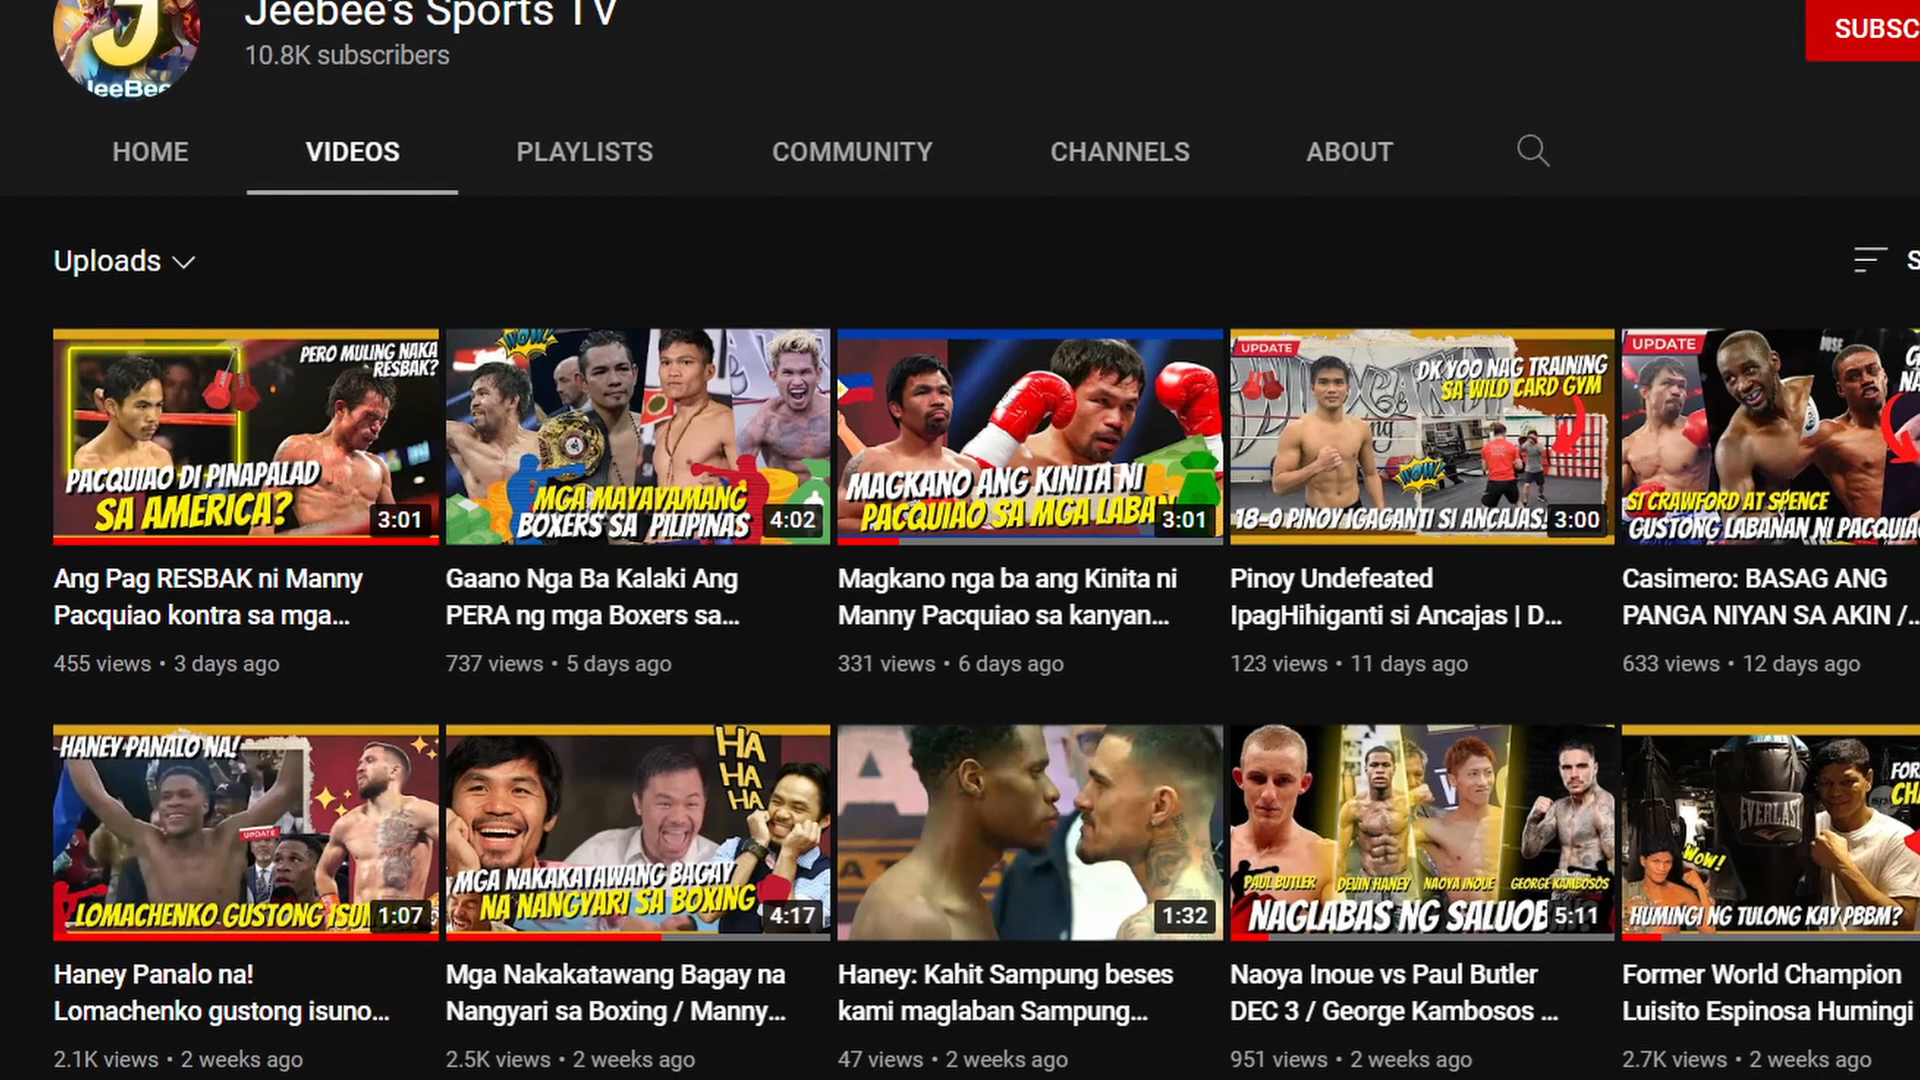 Jeebee's Sports TV
10.8K subscribers
SUBSC
JeeBee
HOME
VIDEOS
PLAYLISTS
COMMUNITY
CHANNELS
ABOUT
Uploads
S
PERO MULING NAKA
RESBAK?
PACQUIAO DI PINAPALAD
SA AMERICA?
3:01
Ang Pag RESBAK ni Manny
Pacquiao kontra sa mga...
455 views • 3 days ago
WOW!
MGA MAYAYAMANG
BOXERS SA PILIPINAS
4:02
Gaano Nga Ba Kalaki Ang
PERA ng mga Boxers sa...
737 views • 5 days ago
MAGKANO ANG KINITA NI
PACQUIAO SA MGA LABAN
3:01
Magkano nga ba ang Kinita ni
Manny Pacquiao sa kanyan...
331 views • 6 days ago
UPDATE
DK YOO NAG TRAINING
SA WILD CARD GYM
WOW!
18-0 PINOY IGAGANTI SI ANCAJAS!
3:00
Pinoy Undefeated
IpagHihiganti si Ancajas | D...
123 views • 11 days ago
UPDATE
SI CRAWFORD AT SPENCE
GUSTONG LABANAN NI PACQUIA
Casimero: BASAG ANG
PANGA NIYAN SA AKIN /...
633 views • 12 days ago
HANEY PANALO NA!
UPDATE
LOMACHENKO GUSTONG ISU
1:07
Haney Panalo na!
Lomachenko gustong isuno...
2.1K views • 2 weeks ago
HA
HA
HA
MGA NAKAKATAWANG BAGAY
NA NANGYARI SA BOXING
4:17
Mga Nakakatawang Bagay na
Nangyari sa Boxing / Manny...
2.5K views • 2 weeks ago
1:32
Haney: Kahit Sampung beses
kami maglaban Sampung...
47 views • 2 weeks ago
PAUL BUTLER
DEVIN HANEY
NAOYA INOUE
GEORGE KAMBOSOS
NAGLABAS NG SALUOB
5:11
Naoya Inoue vs Paul Butler
DEC 3 / George Kambosos ...
951 views • 2 weeks ago
EVERLAST
FOR
CH
WOW!
HUMINGI NG TULONG KAY PBBM?
Former World Champion
Luisito Espinosa Humingi
2.7K views • 2 weeks ago